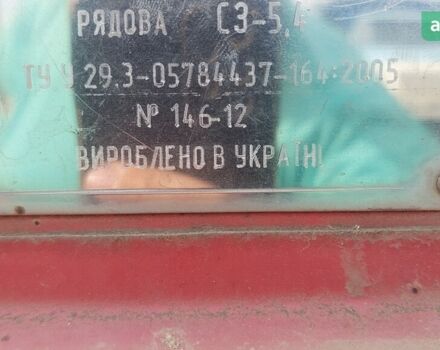 РЯДОВА СЗ-5,4
ТУ У 29.3-05784437-164:2005
№ 146-12
ВИРОБЛЕНО В УКРАЇНІ